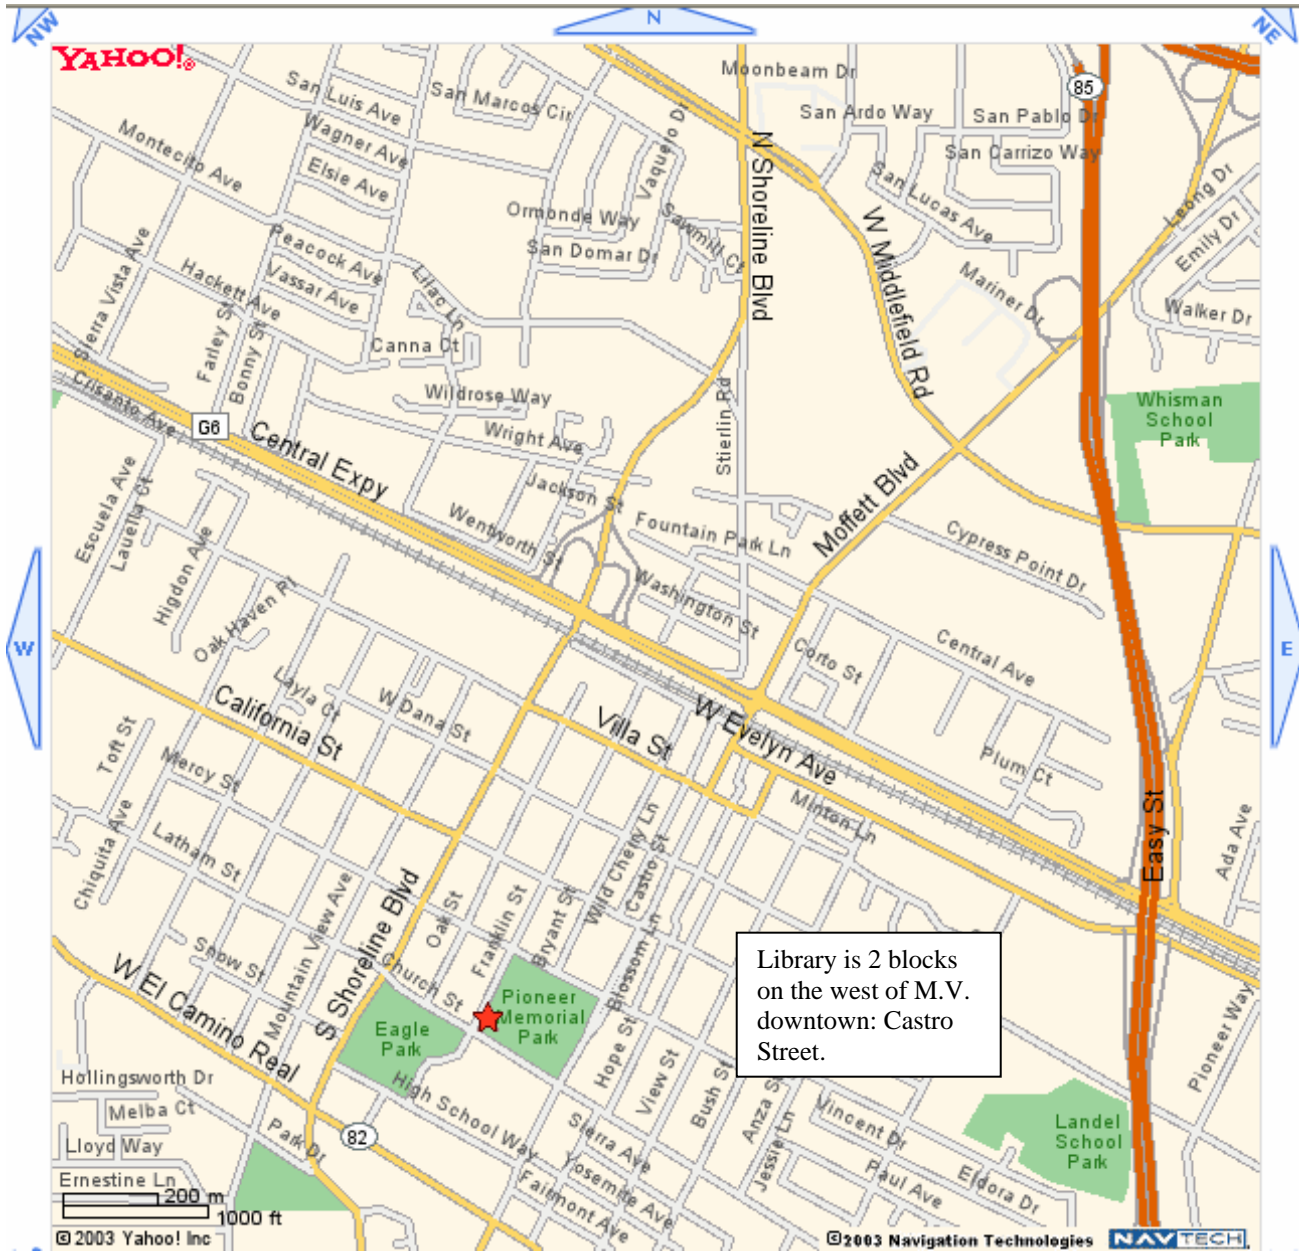 N
NW
NE
YAHOO!®
Moonbeam Dr
85
San Luis Ave
San Marcos Cir
San Ardo Way
San Pablo Dr
Wagner Ave
Vaquero Dr
N Shoreline Blvd
San Carrizo Way
Montecito Ave
Elsie Ave
San Lucas Ave
Leong Dr
Ormonde Way
Sawmill Ct
W Middlefield Rd
Emily Dr
Peacock Ave
San Domar Dr
Sierra Vista Ave
Hackett Ave
Vassar Ave
Lilac Ln
Mariner Dr
Walker Dr
Farley St
Bonny St
Canna Ct
Crisanto Ave
Wildrose Way
Stierlin Rd
Whisman
School
Park
G6
Central Expy
Wright Ave
Escuela Ave
Lauella Ct
Jackson St
Moffett Blvd
Wentworth St
Fountain Park Ln
Cypress Point Dr
Higdon Ave
Washington St
Oak Haven Pl
Central Ave
W
E
Corto St
Layla Ct
W Dana St
California St
Villa St
W Evelyn Ave
Toft St
Plum Ct
Mercy St
Minton Ln
Easy St
Ada Ave
Chiquita Ave
Latham St
Wild Cherry Ln
Castro St
S Shoreline Blvd
Mountain View Ave
Oak St
Franklin St
Bryant St
Snow St
Church St
Blossom Ln
W El Camino Real
Library is 2 blocks
on the west of M.V.
downtown: Castro
Street.
Pioneer
Memorial
Park
Eagle
Park
Hope St
View St
Bush St
Anza St
Jessie Ln
Pioneer Way
Hollingsworth Dr
High School Way
Melba Ct
Vincent Dr
Landel
School
Park
82
Park Dr
Sierra Ave
Lloyd Way
Yosemite Ave
Paul Ave
Eldora Dr
Ernestine Ln
Fairmont Ave
200 m
1000 ft
©2003 Yahoo! Inc
©2003 Navigation Technologies
NAVTECH